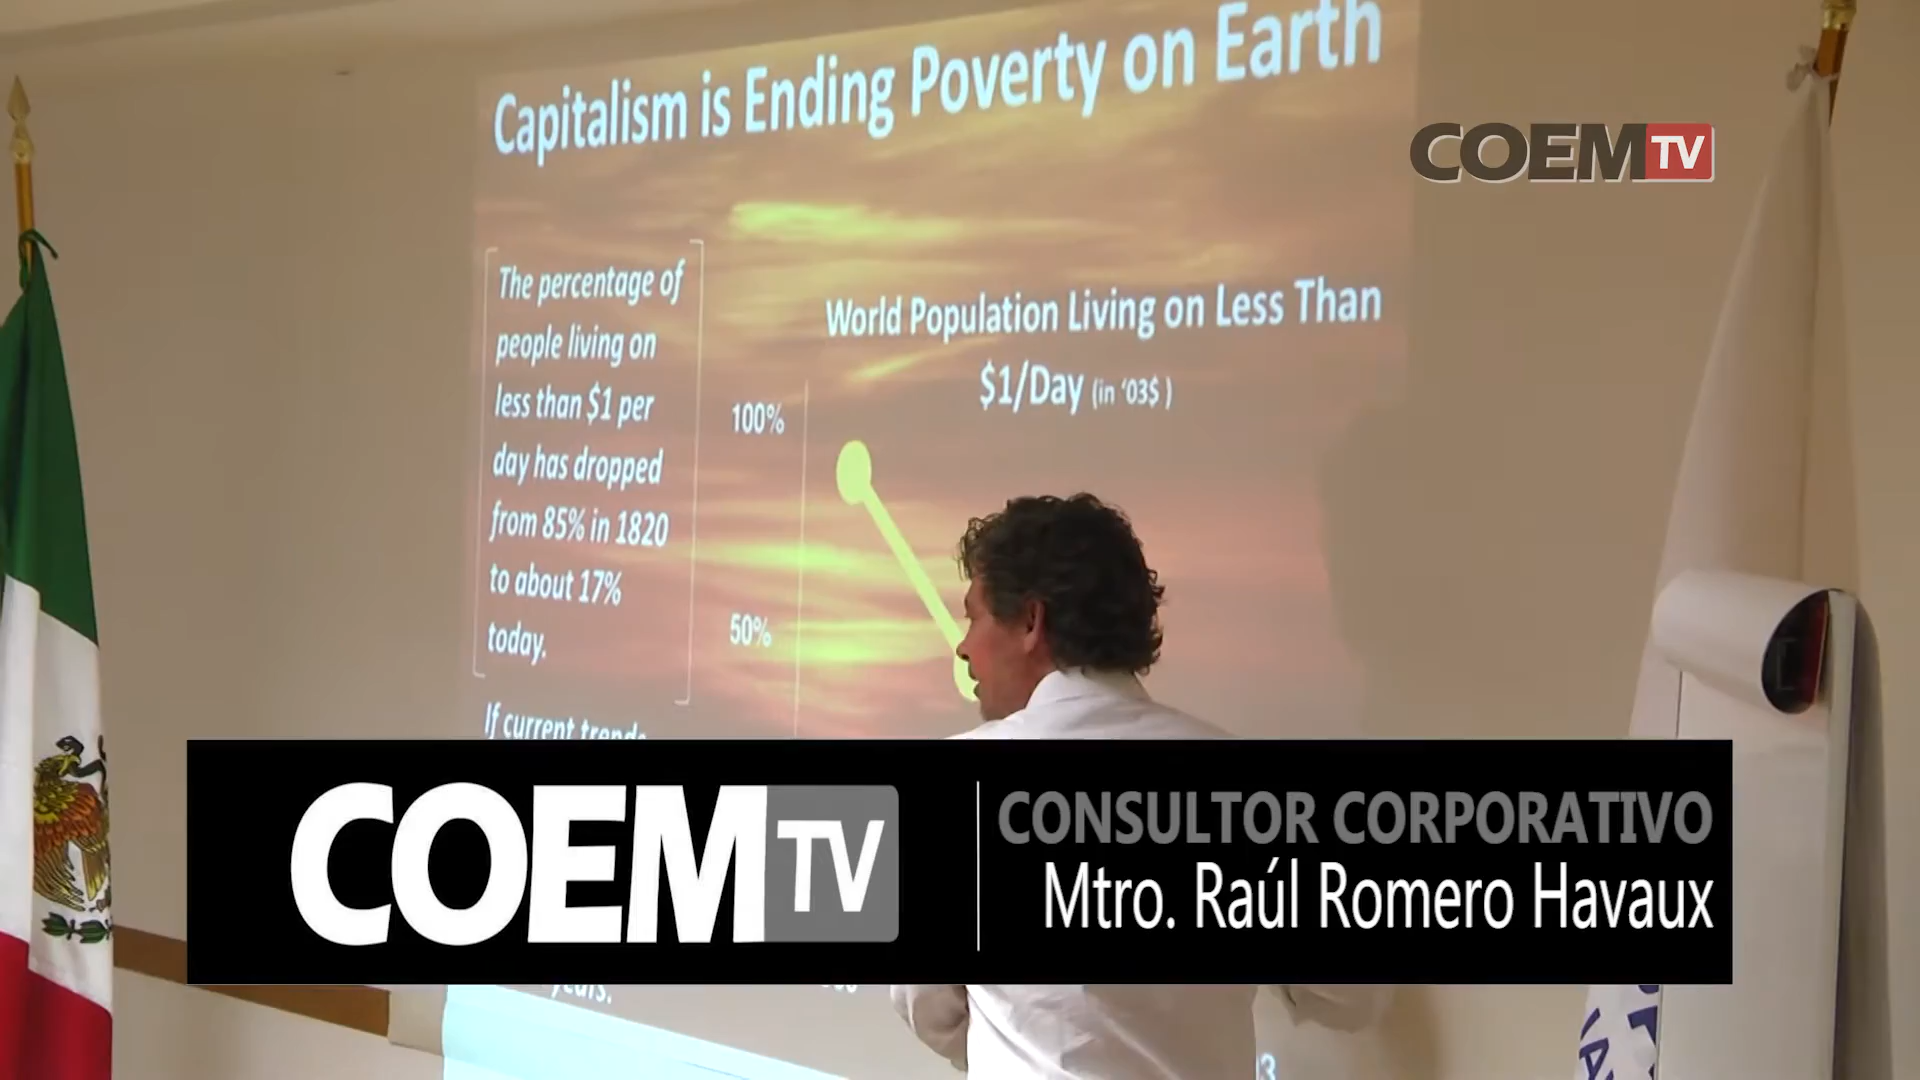 Capitalism is Ending Poverty on Earth
COEM TV
The percentage of
people living on
less than $1 per
day has dropped
from 85% in 1820
to about 17%
today.
If current trends
years.
World Population Living on Less Than
$1/Day (in '03$ )
100%
50%
COEM TV
CONSULTOR CORPORATIVO
Mtro. Raúl Romero Havaux